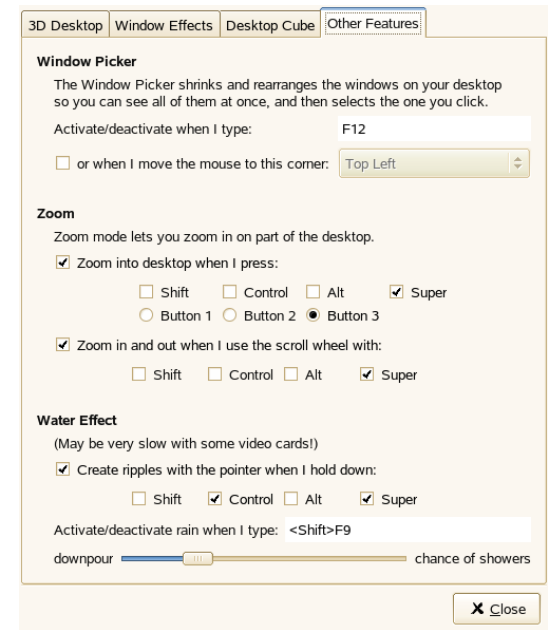 3D Desktop Window Effects Desktop Cube Other Features
Window Picker
The Window Picker shrinks and rearranges the windows on your desktop
so you can see all of them at once, and then selects the one you click.
Activate/deactivate when I type: F12
or when I move the mouse to this corner: Top Left
Zoom
Zoom mode lets you zoom in on part of the desktop.
Zoom into desktop when I press:
Shift Control Alt Super
Button 1 Button 2 Button 3
Zoom in and out when I use the scroll wheel with:
Shift Control Alt Super
Water Effect
(May be very slow with some video cards!)
Create ripples with the pointer when I hold down:
Shift Control Alt Super
Activate/deactivate rain when I type: <Shift>F9
downpour chance of showers
Close